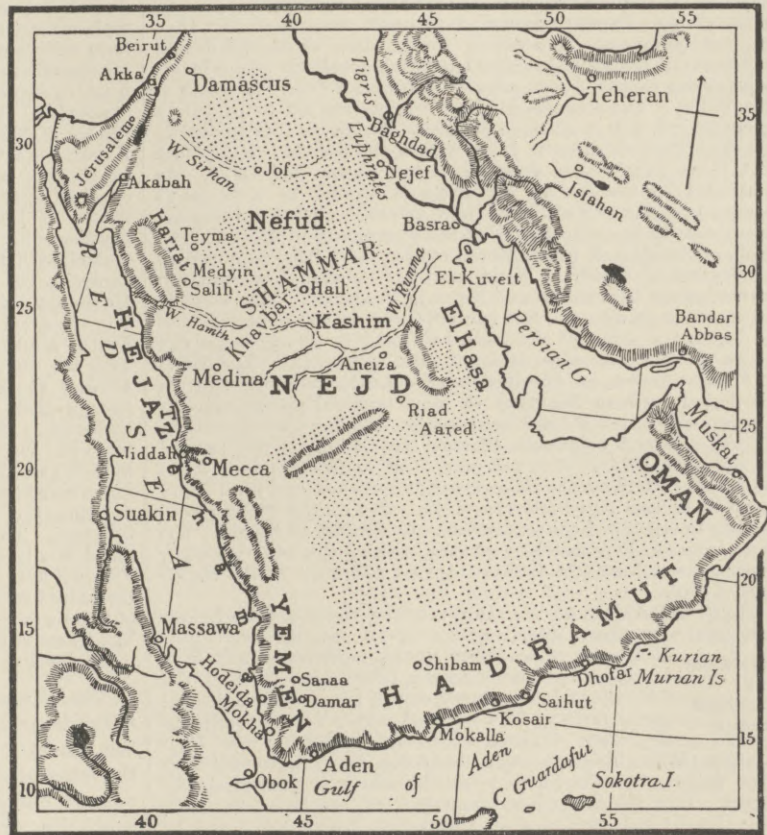 35 40 45 50 55
Beirut
Akka
Damascus
Tigris
Teheran
35
30
Jerusalem
Baghdad
W. Sirhan
Jof
Euphrates
Nejef
Isfahan
Akabah
Nefud
Basra
RED SEA
Harrat
Teyma
SHAMMAR
Medyin
Salih
Hail
W. Rumma
El-Kuveit
30
25
W Hamth
Khaybar
Kashim
El Hasa
Persian G
Bandar
Abbas
HEJAZ
Medina
Aneiza
NEJD
Riad
Aared
Muskat
25
Tehama
20
Jiddah
Mecca
OMAN
Suakin
20
YEMEN
15
Massawa
Shibam
HADRAMUT
Kurian
Murian Is
Hodeida
Sanaa
Dhofar
Damar
Saihut
Mokha
Kosair
Mokalla
15
Obok
Aden
Gulf of Aden
C Guardafui
Sokotra I.
10
40 45 50 55